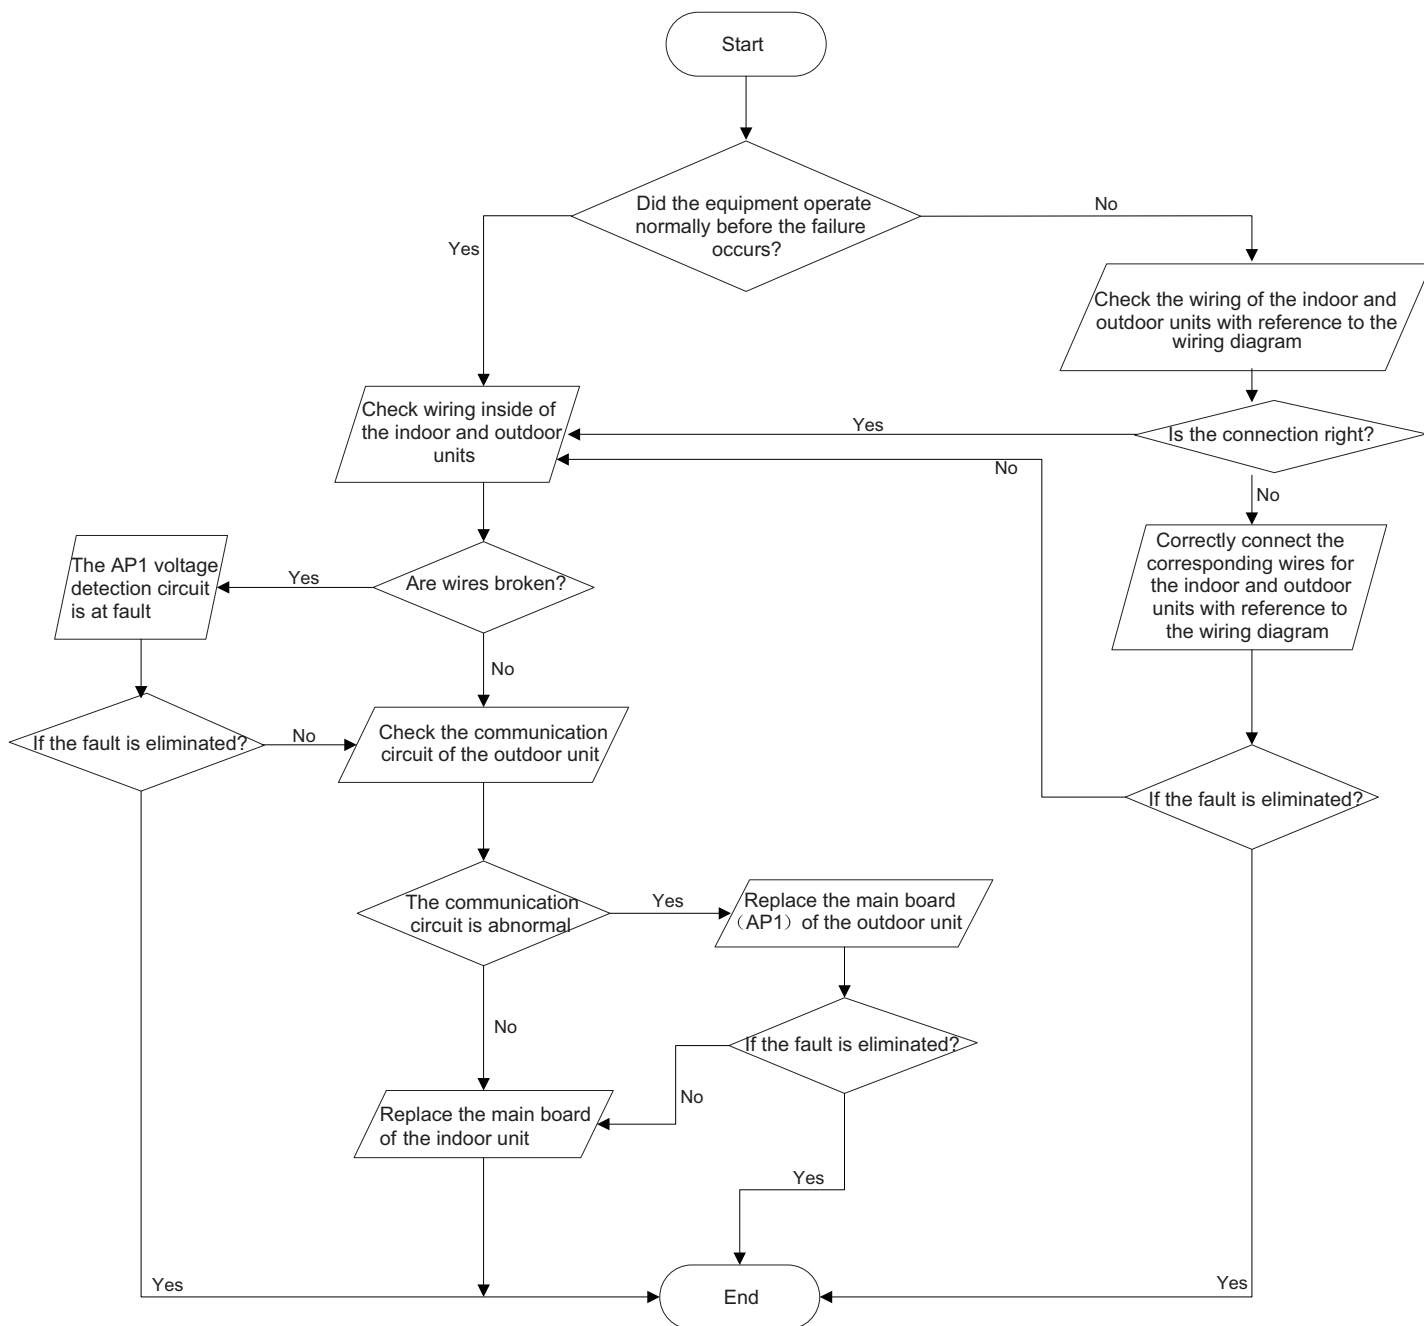 Start
Did the equipment operate
normally before the failure
occurs?
No
Yes
Check the wiring of the indoor and
outdoor units with reference to the
wiring diagram
Check wiring inside of
the indoor and outdoor
units
Yes
Is the connection right?
No
No
The AP1 voltage
detection circuit
is at fault
Yes
Are wires broken?
Correctly connect the
corresponding wires for
the indoor and outdoor
units with reference to
the wiring diagram
No
If the fault is eliminated?
No
Check the communication
circuit of the outdoor unit
If the fault is eliminated?
The communication
circuit is abnormal
Yes
Replace the main board
（AP1）of the outdoor unit
No
If the fault is eliminated?
No
Replace the main board
of the indoor unit
Yes
Yes
End
Yes